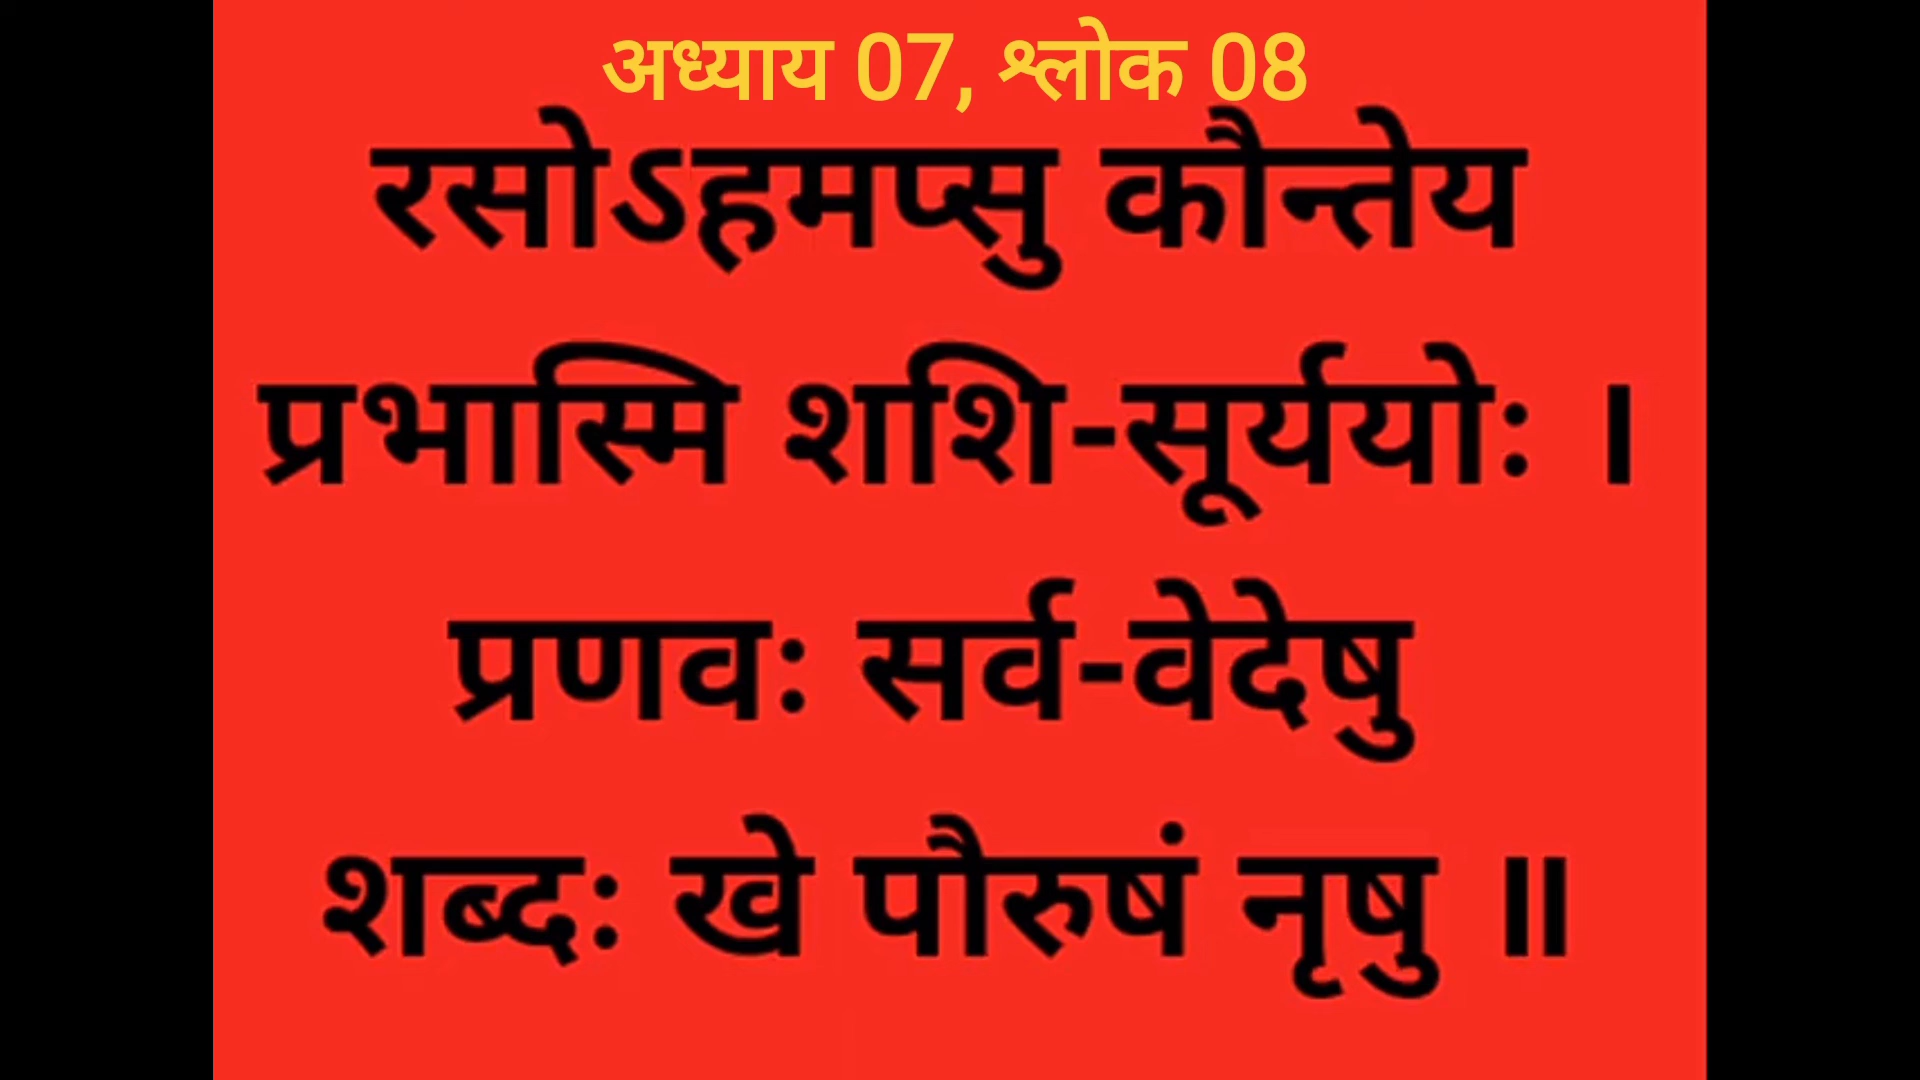 अध्याय 07, श्लोक 08
रसोऽहमप्सु कौन्तेय
प्रभास्मि शशि-सूर्ययोः ।
प्रणवः सर्व-वेदेषु
शब्दः खे पौरुषं नृषु ॥